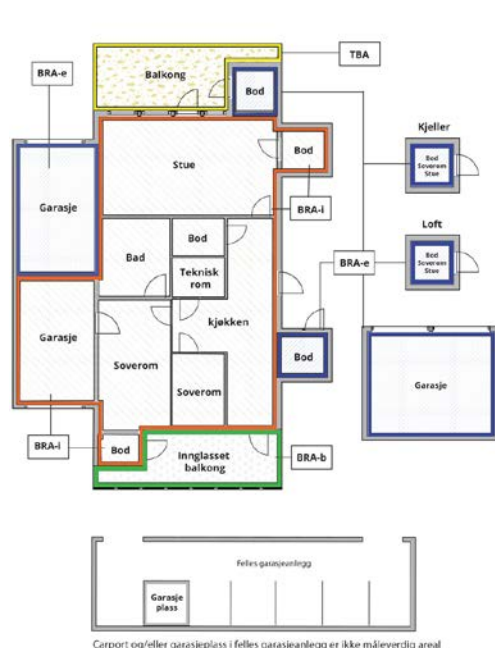 TBA
BRA-e
Balkong
Bod
Kjeller
Bod
Soverom
Stue
Stue
Bod
Garasje
BRA-i
Loft
Bod
Soverom
Stue
Bad
Bod
Teknisk
rom
BRA-e
Garasje
kjøkken
Soverom
Soverom
Bod
Garasje
BRA-i
Bod
Innglasset
balkong
BRA-b
Felles garasjeanlegg
Garasje
plass
Carport og/eller garasjeplass i felles garasjeanlegg er ikke måleverdig areal